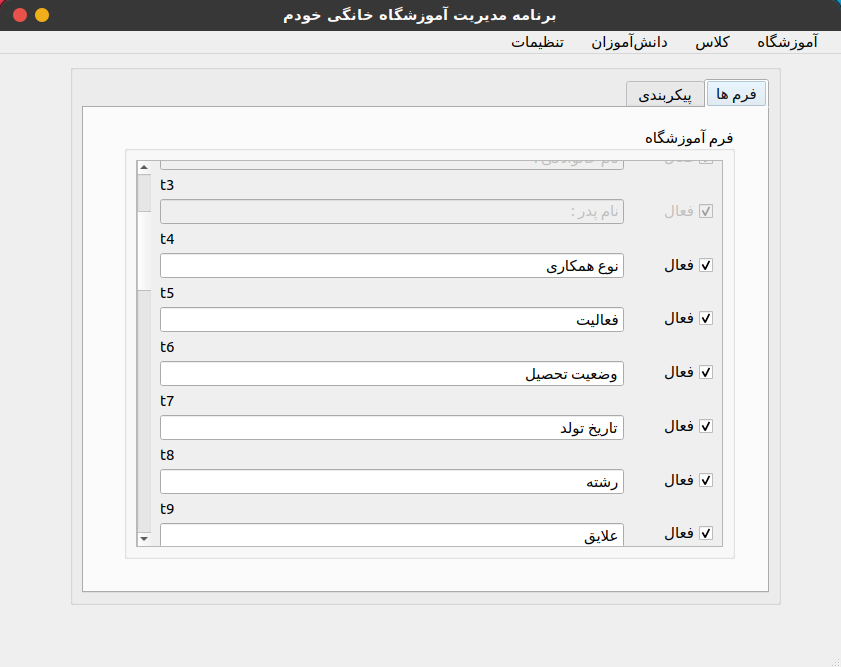 برنامه مدیریت آموزشگاه خانگی خودم
آموزشگاه کلاس دانش‌آموزان تنظیمات
فرم ها پیکربندی
فرم آموزشگاه
t3
فعال نام پدر :
t4
فعال نوع همکاری
t5
فعال فعالیت
t6
فعال وضعیت تحصیل
t7
فعال تاریخ تولد
t8
فعال رشته
t9
فعال علایق